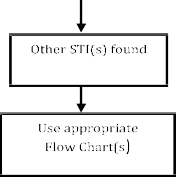 Other STI(s) found
Use appropriate
Flow Chart(s)